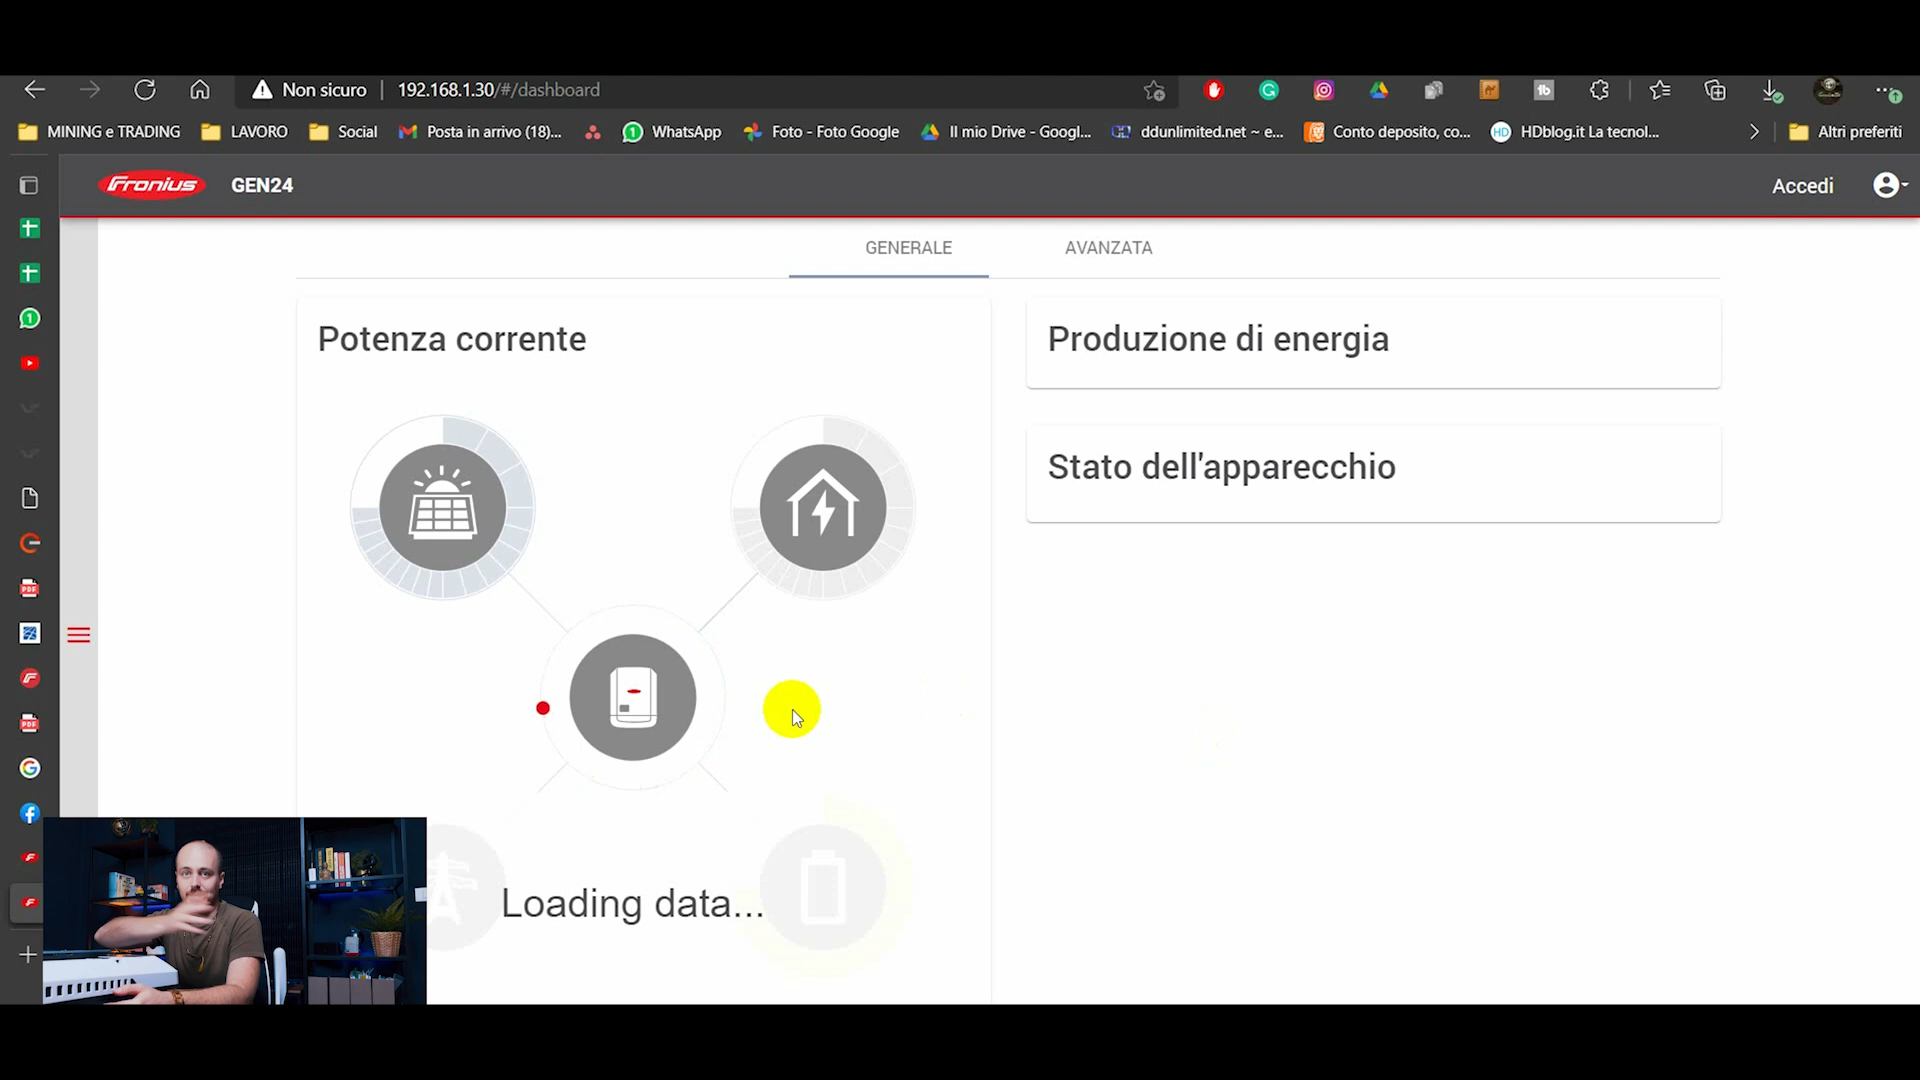 Non sicuro 192.168.1.30/#/dashboard
MINING e TRADING LAVORO Social Posta in arrivo (18)... WhatsApp Foto - Foto Google Il mio Drive - Googl... ddunlimited.net ~ e... Conto deposito, co... HDblog.it La tecnol... Altri preferiti
Fronius GEN24 Accedi
GENERALE AVANZATA
Potenza corrente
Produzione di energia
Stato dell'apparecchio
Loading data...